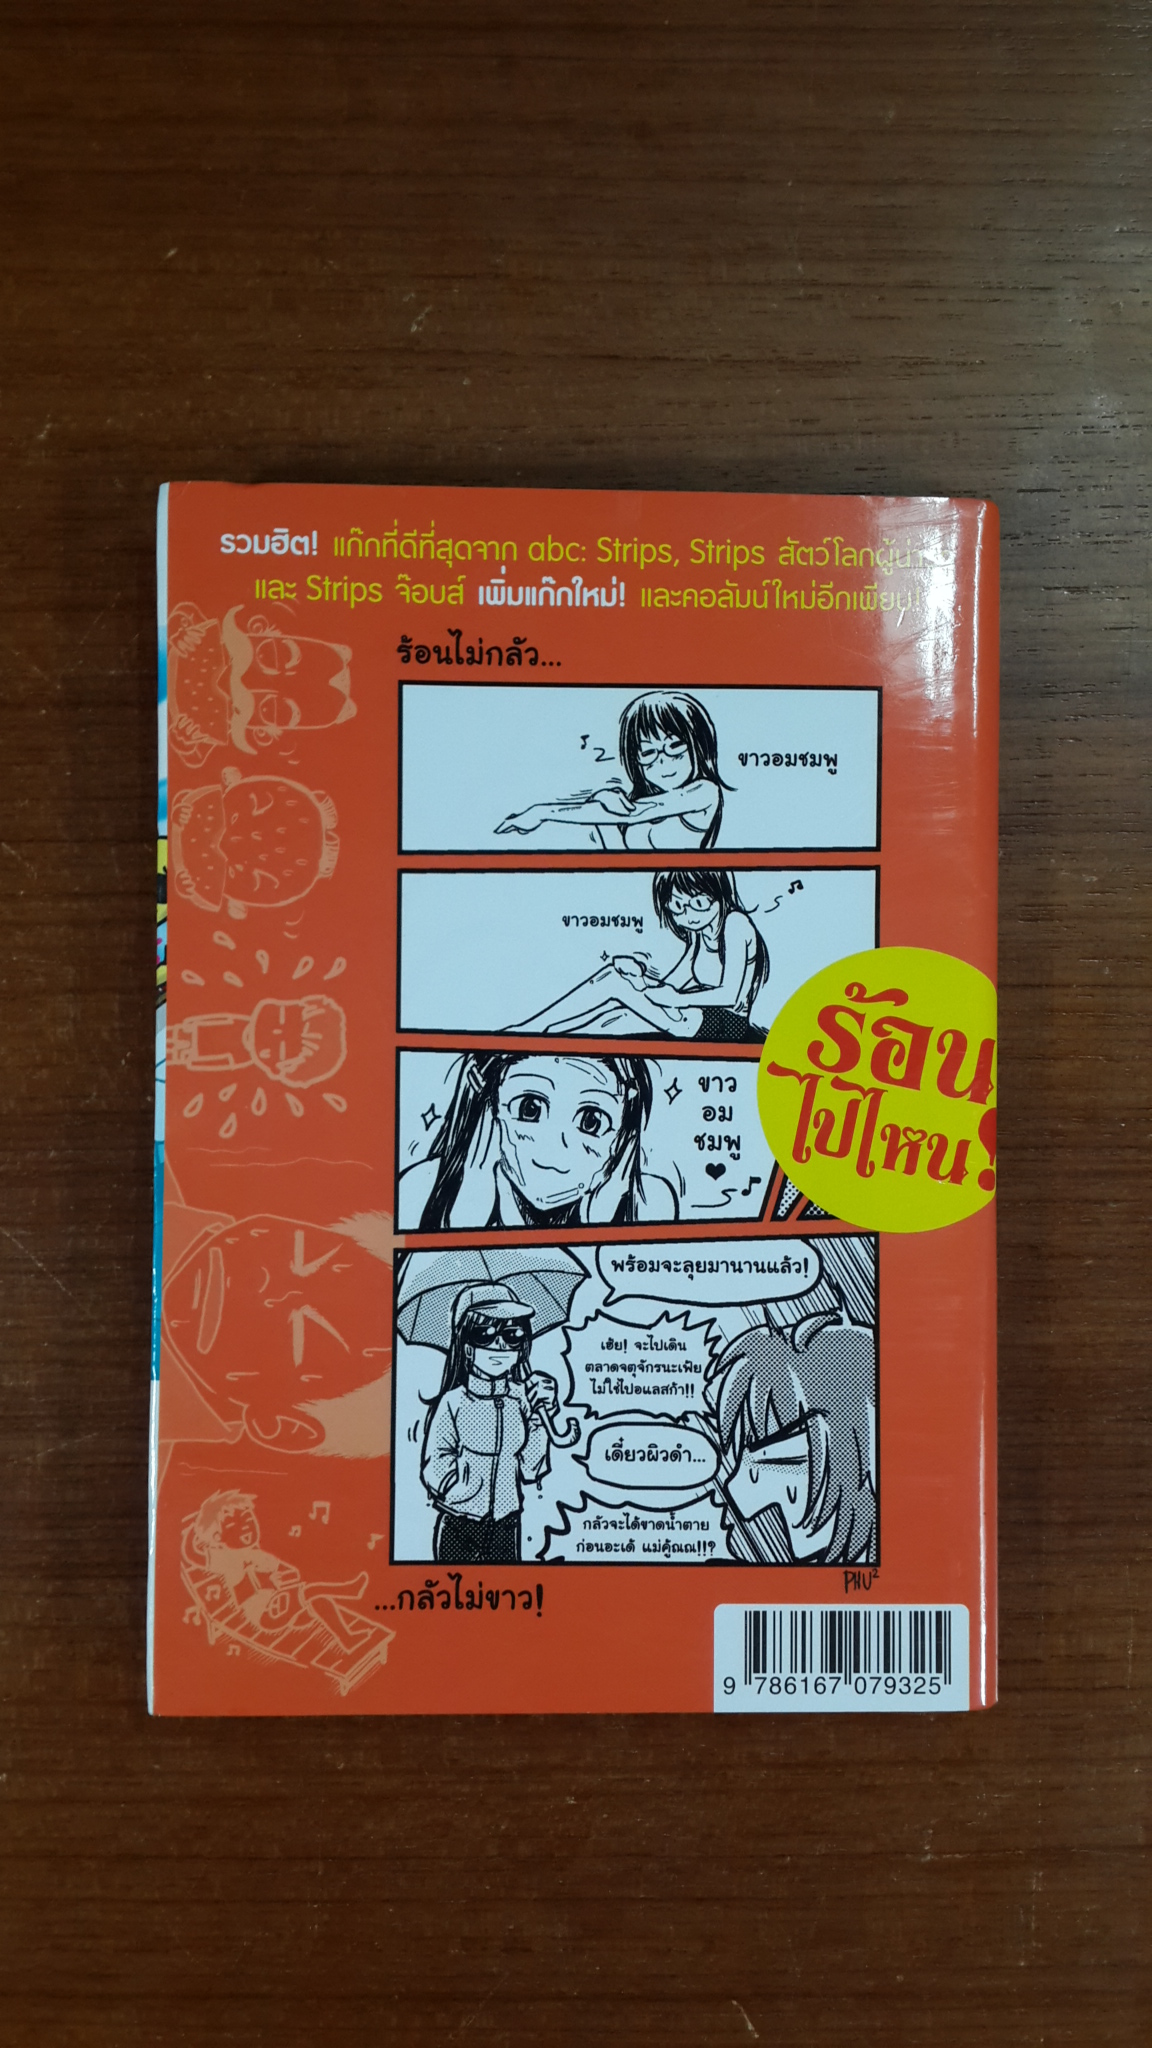 รวมฮิต! แก๊กที่ดีที่สุดจาก abc: Strips, Strips สัตว์โลกผู้น่า
และ Strips จ๊อบส์ เพิ่มแก๊กใหม่! และคอลัมน์ใหม่อีกเพียบ!
ร้อนไม่กลัว...
ขาวอมชมพู
ขาวอมชมพู
ขาว
อม
ชมพู
ร้อน
ไปไหน!
พร้อมจะลุยมานานแล้ว!
เฮ้ย! จะไปเดิน
ตลาดจตุจักรนะเฟ้ย
ไม่ใช่ไปอแลสก้า!!
เดี๋ยวผิวดำ...
กลัวจะได้ขาดน้ำตาย
ก่อนอะเด้ แม่คู้ณณ!!?
PHU²
...กลัวไม่ขาว!
9 786167 079325